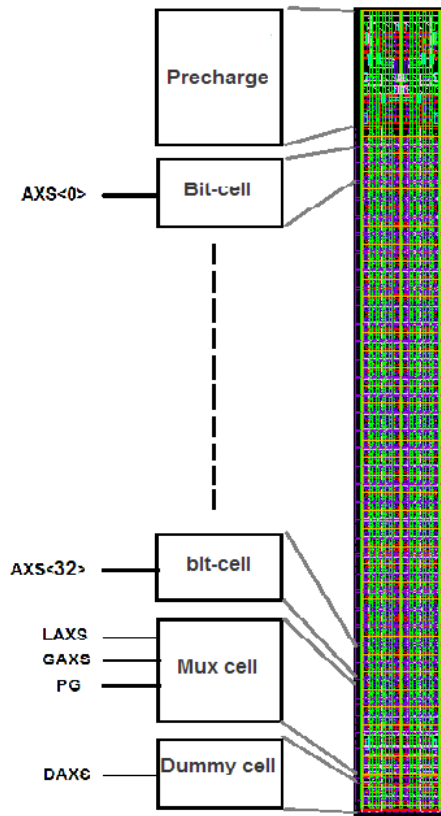 Precharge
AXS<0>
Bit-cell
AXS<32>
bit-cell
LAXS
GAXS
PG
Mux cell
DAXS
Dummy cell